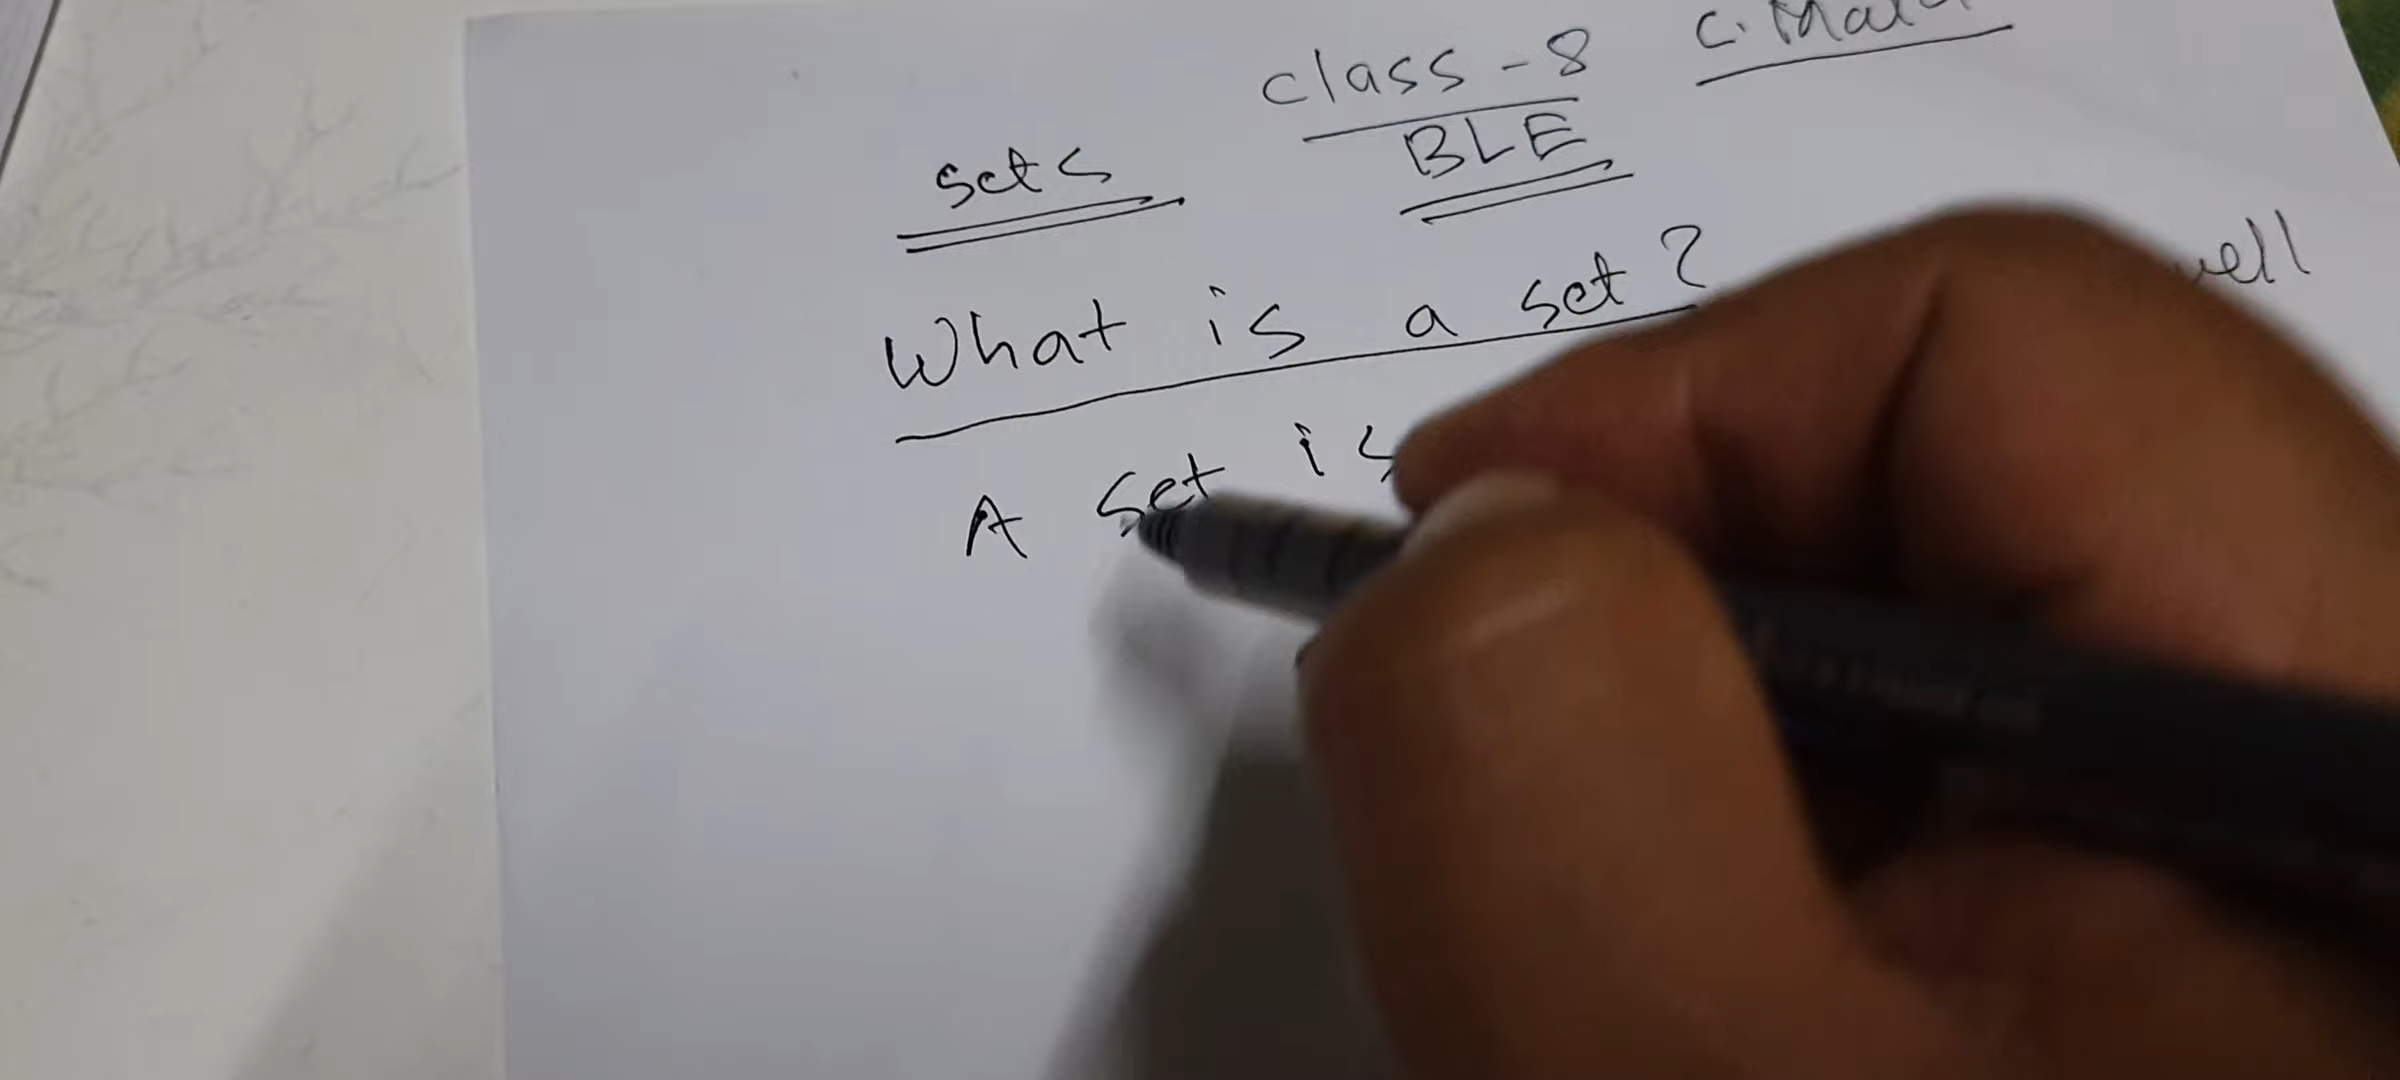 class-8
BLE
sets
What is a set?
A set is